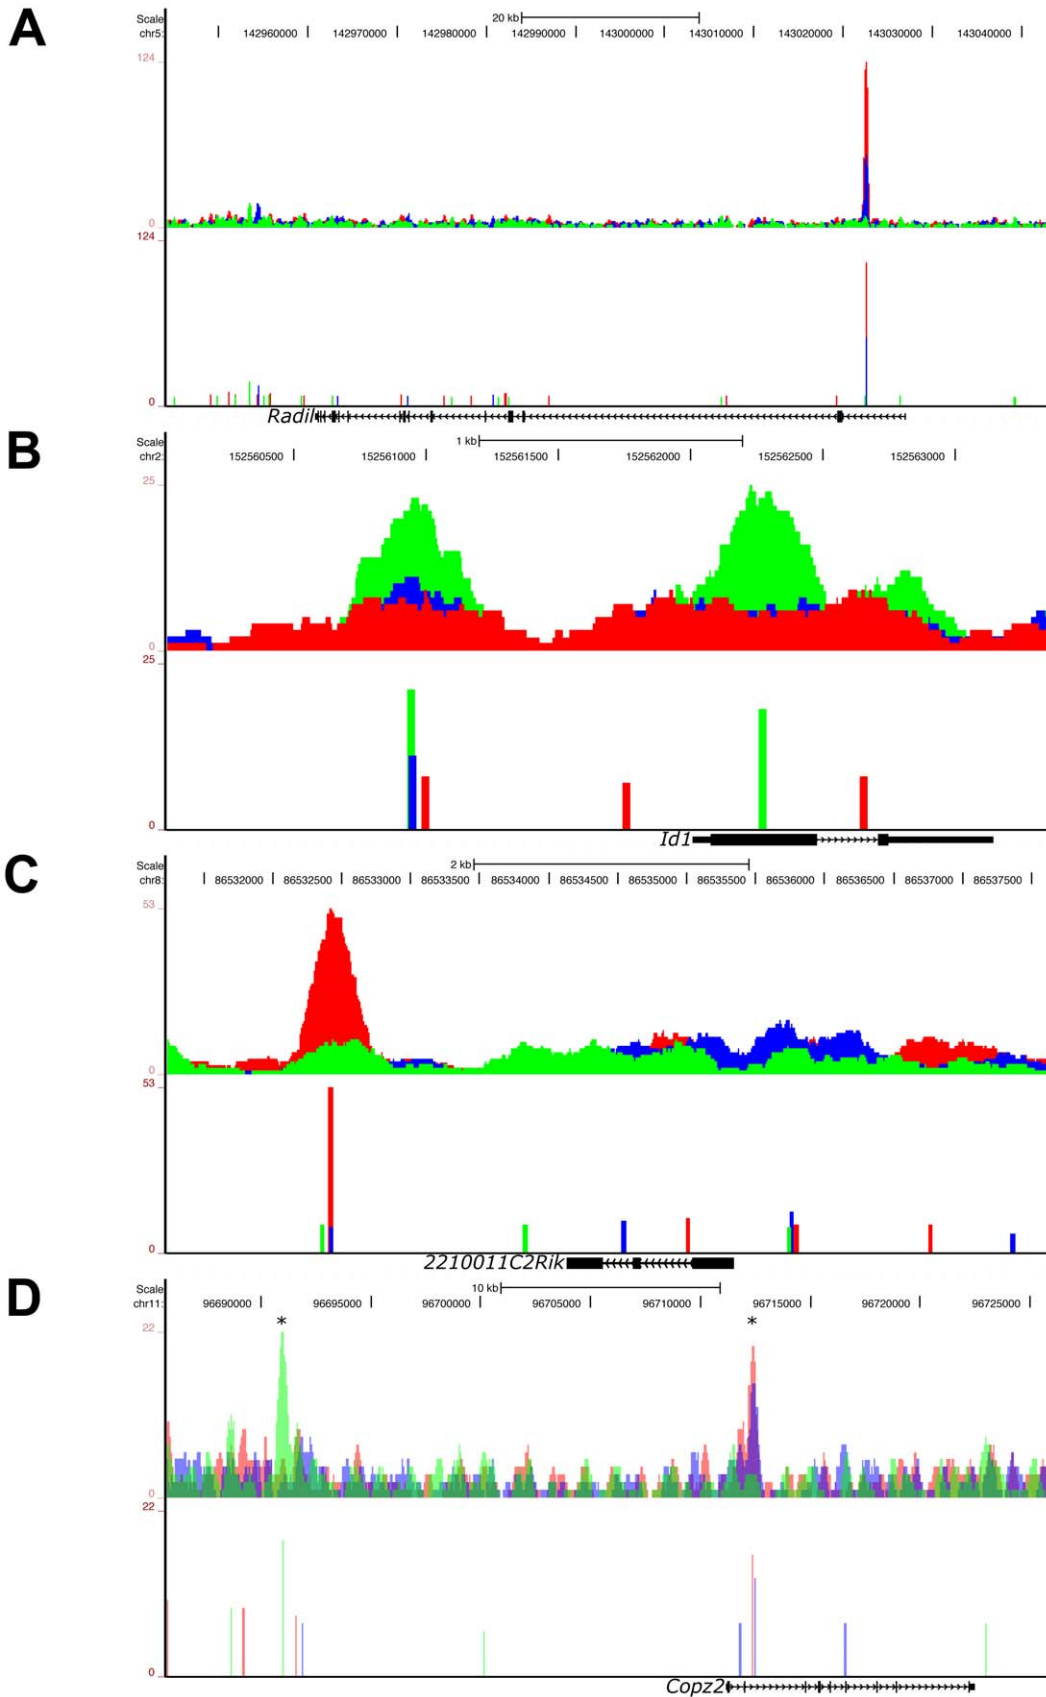 A
Scale 20 kb
chr5: 142960000 142970000 142980000 142990000 143000000 143010000 143020000 143030000 143040000
124
0
124
0
Radil
B
Scale 1 kb
chr2: 152560500 152561000 152561500 152562000 152562500 152563000
25
0
25
0
Id1
C
Scale 2 kb
chr8: 86532000 86532500 86533000 86533500 86534000 86534500 86535000 86535500 86536000 86536500 86537000 86537500
53
0
53
0
2210011C2Rik
D
Scale 10 kb
chr11: 96690000 96695000 96700000 96705000 96710000 96715000 96720000 96725000
* *
22
0
22
0
Copz2